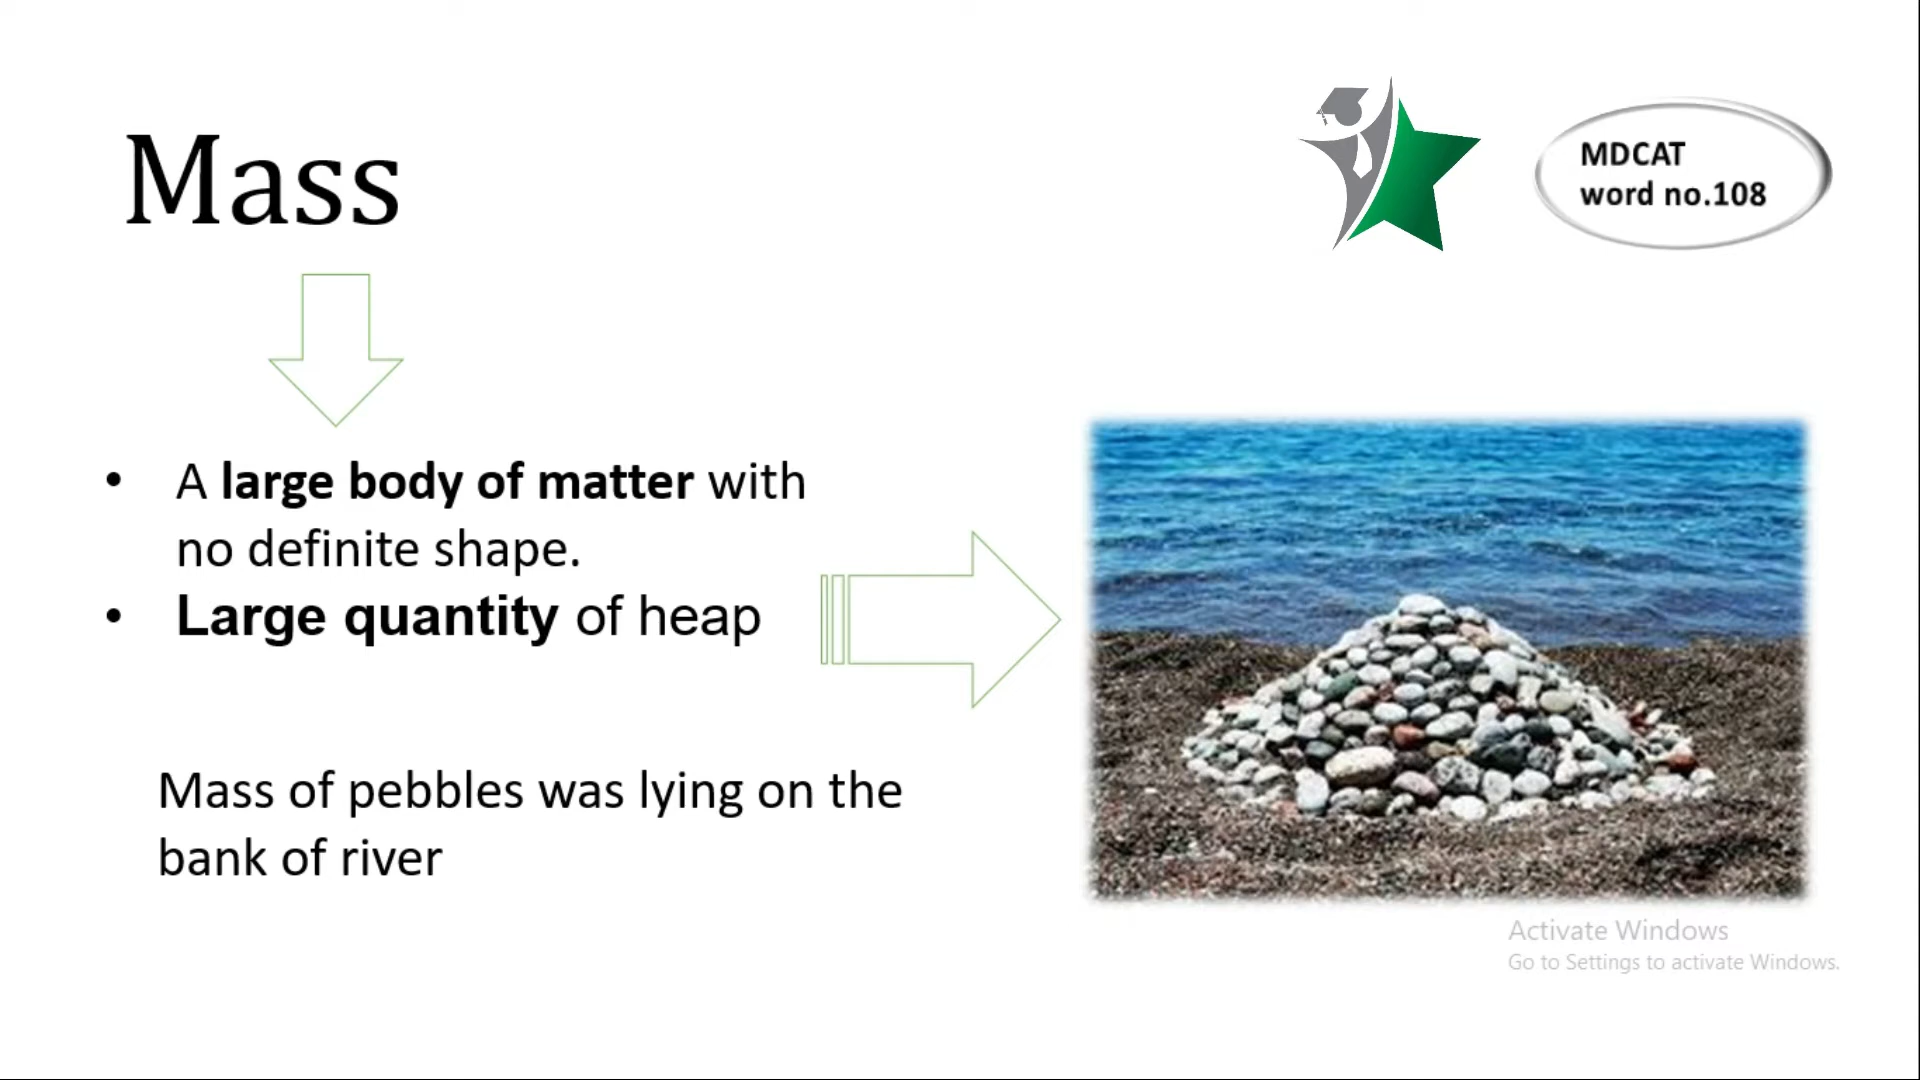 Mass
MDCAT
word no.108
• A large body of matter with
no definite shape.
• Large quantity of heap
Mass of pebbles was lying on the
bank of river
Activate Windows
Go to Settings to activate Windows.